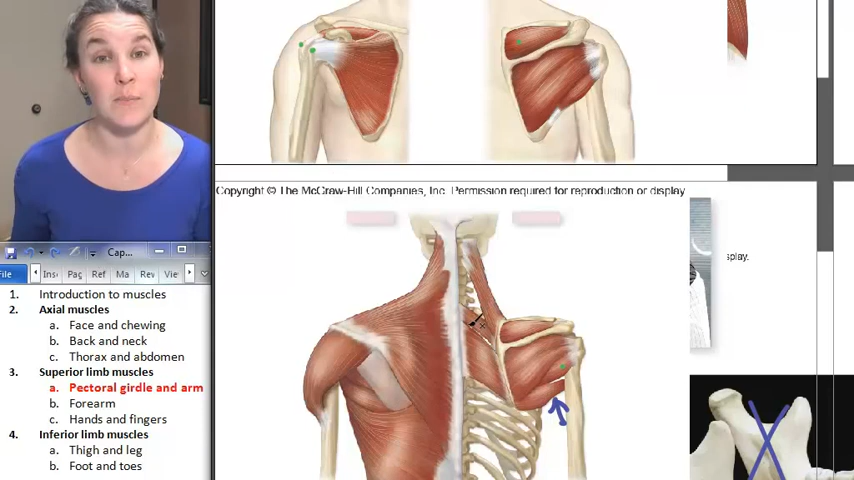 Copyright © The McGraw-Hill Companies, Inc. Permission required for reproduction or display
splay.
Cap...
File
Inse
Pag
Ref
Ma
Rev
Vie
1. Introduction to muscles
2. Axial muscles
a. Face and chewing
b. Back and neck
c. Thorax and abdomen
3. Superior limb muscles
a. Pectoral girdle and arm
b. Forearm
c. Hands and fingers
4. Inferior limb muscles
a. Thigh and leg
b. Foot and toes